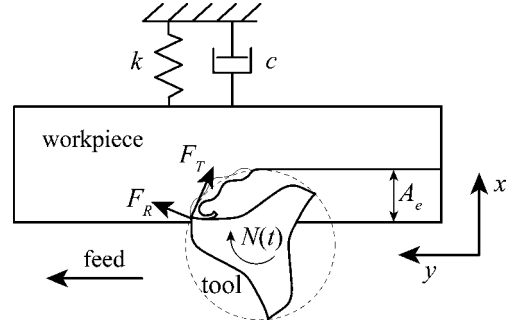 k
c
workpiece
F_T
F_R
A_e
x
N(t)
y
feed
tool